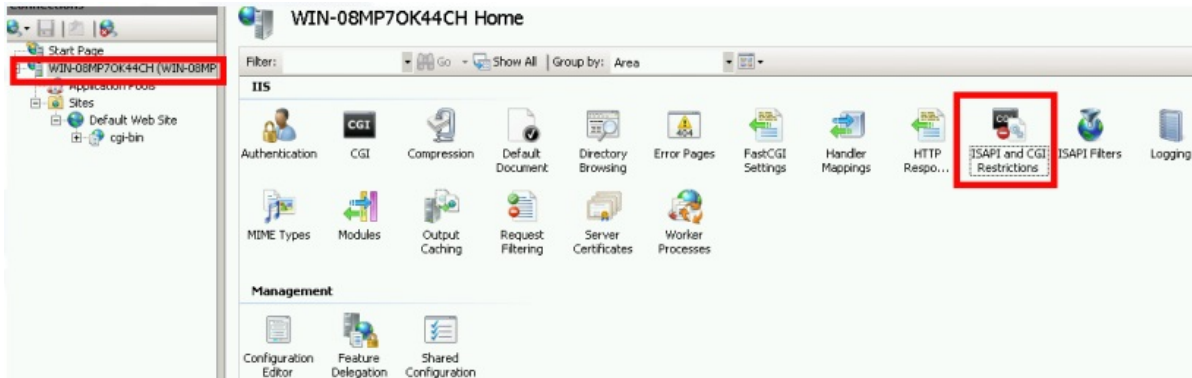 Connections
WIN-08MP7OK44CH Home
Start Page
WIN-08MP7OK44CH (WIN-08MP
Application Pools
Sites
Default Web Site
cgi-bin
Filter:
Go
Show All
Group by: Area
IIS
Authentication
CGI
Compression
Default
Document
Directory
Browsing
Error Pages
FastCGI
Settings
Handler
Mappings
HTTP
Respo...
ISAPI and CGI
Restrictions
ISAPI Filters
Logging
MIME Types
Modules
Output
Caching
Request
Filtering
Server
Certificates
Worker
Processes
Management
Configuration
Editor
Feature
Delegation
Shared
Configuration